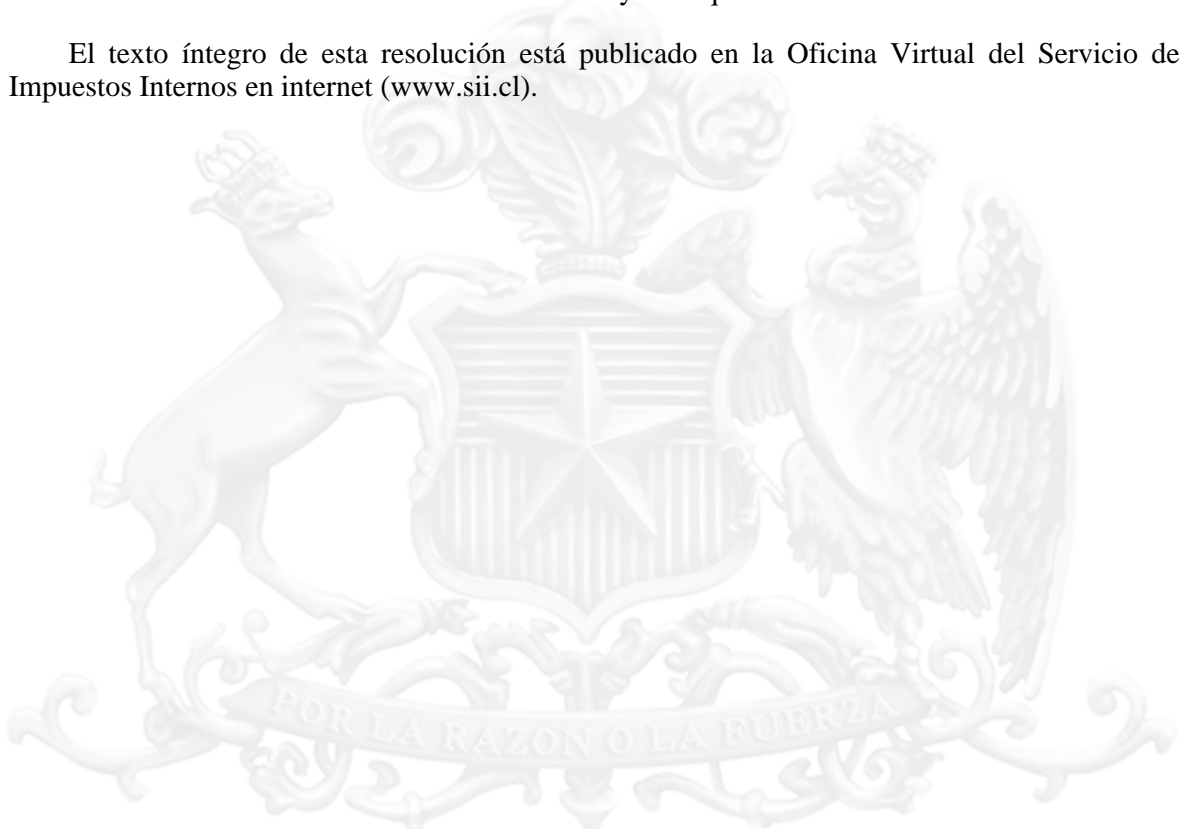 El texto íntegro de esta resolución está publicado en la Oficina Virtual del Servicio de
Impuestos Internos en internet (www.sii.cl).
POR LA RAZON O LA FUERZA